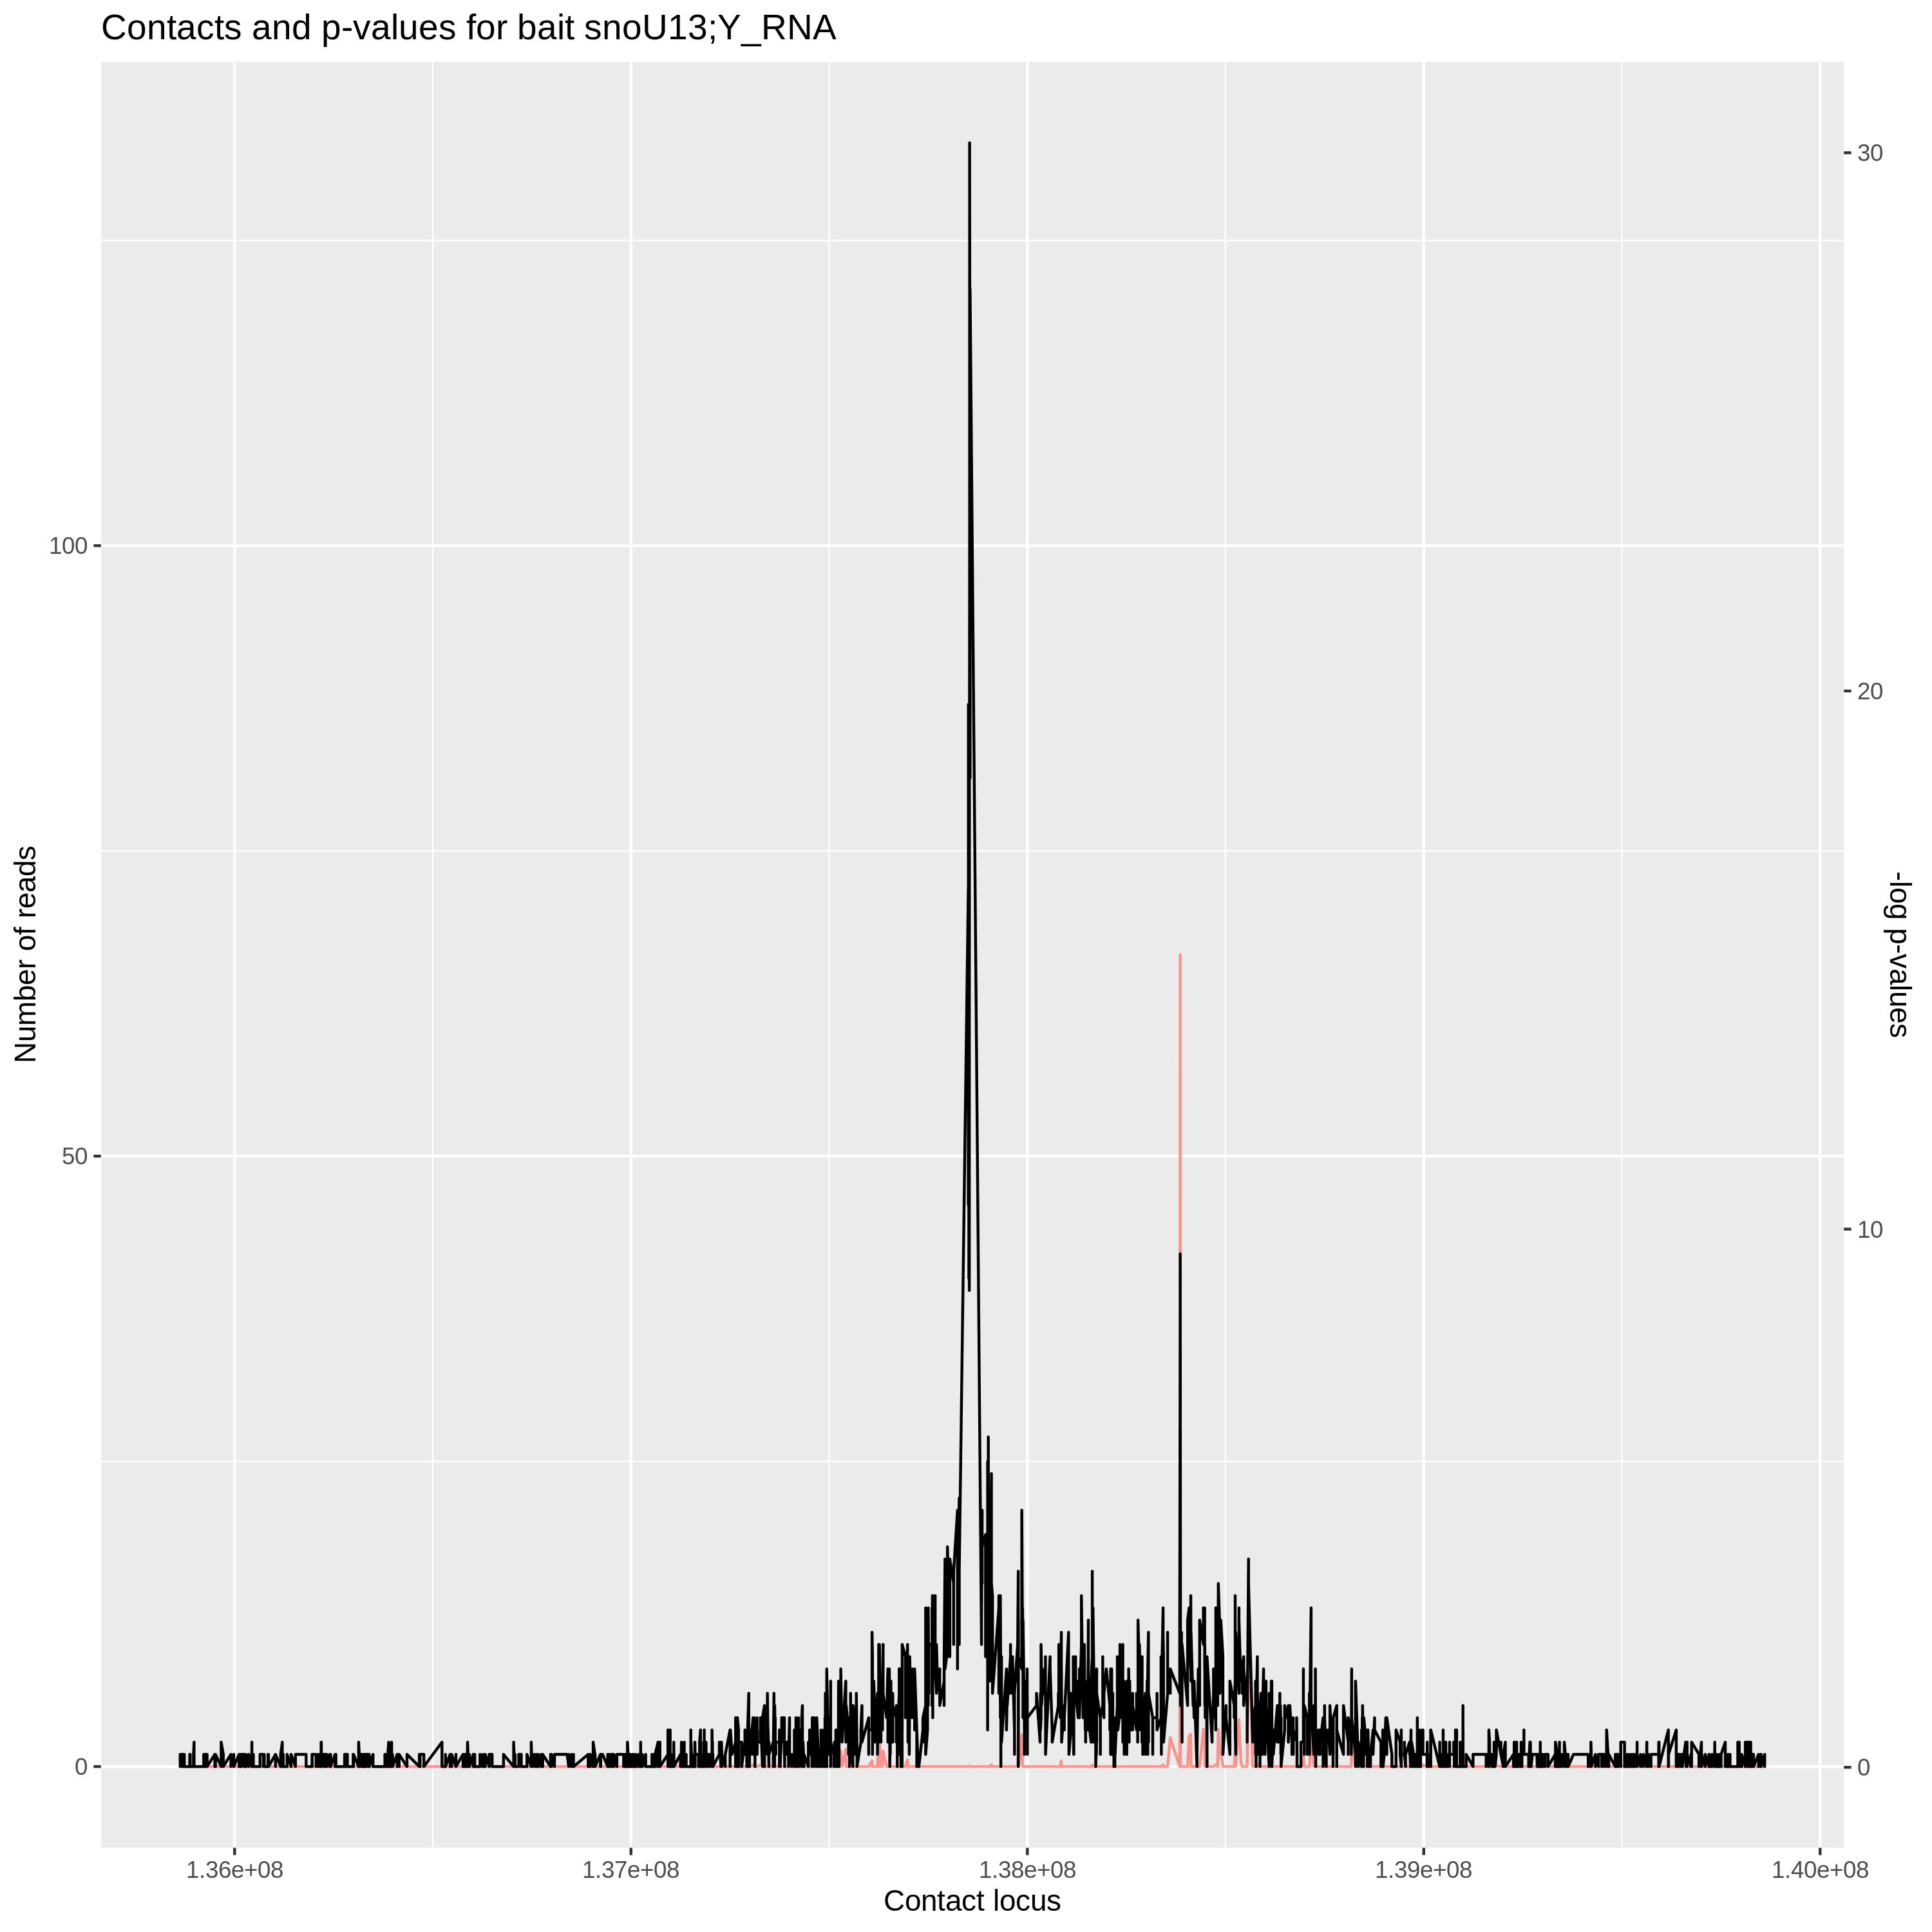 Contacts and p-values for bait snoU13;Y_RNA
Number of reads
100
50
0
30
20
10
0
-log p-values
1.36e+08 1.37e+08 1.38e+08 1.39e+08 1.40e+08
Contact locus